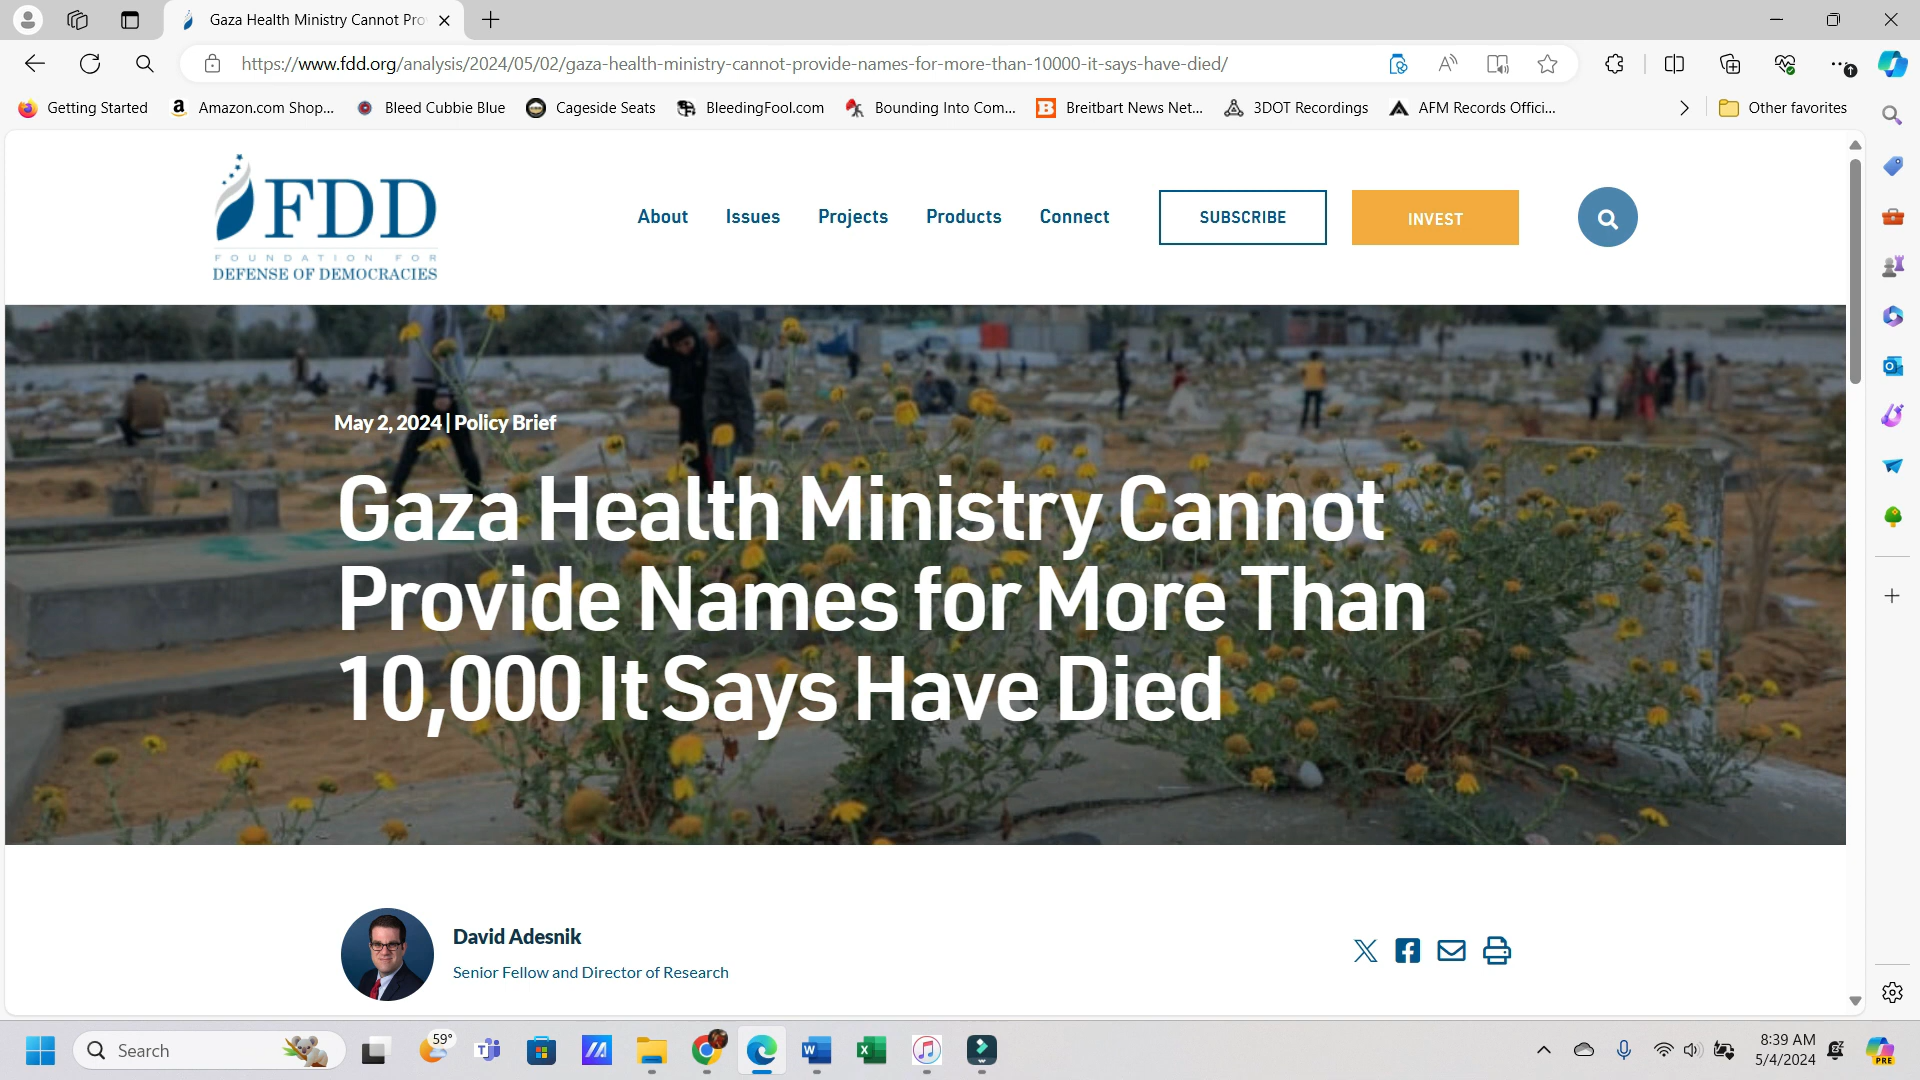 Gaza Health Ministry Cannot Pro
https://www.fdd.org/analysis/2024/05/02/gaza-health-ministry-cannot-provide-names-for-more-than-10000-it-says-have-died/
Getting Started
Amazon.com Shop...
Bleed Cubbie Blue
Cageside Seats
BleedingFool.com
Bounding Into Com...
Breitbart News Net...
3DOT Recordings
AFM Records Offici...
Other favorites
FDD
FOUNDATION FOR
DEFENSE OF DEMOCRACIES
About
Issues
Projects
Products
Connect
SUBSCRIBE
INVEST
May 2, 2024 | Policy Brief
Gaza Health Ministry Cannot
Provide Names for More Than
10,000 It Says Have Died
David Adesnik
Senior Fellow and Director of Research
Search
59°
8:39 AM
5/4/2024
PRE